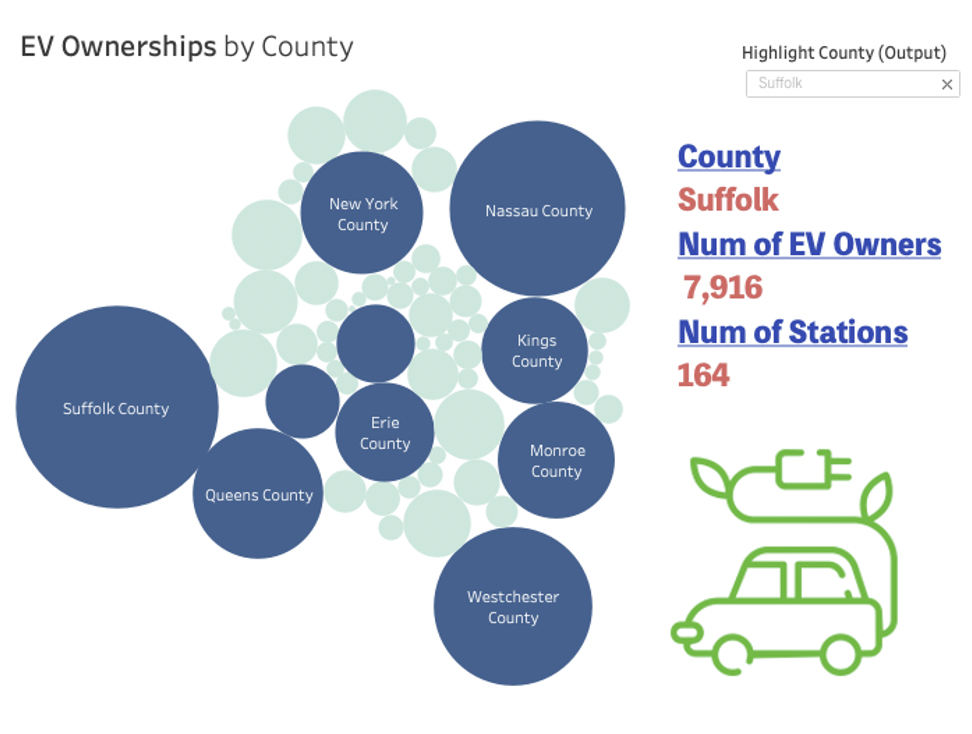 EV Ownerships by County
Highlight County (Output)
Suffolk
County
Suffolk
Num of EV Owners
7,916
Num of Stations
164
New York
County
Nassau County
Kings
County
Suffolk County
Erie
County
Monroe
County
Queens County
Westchester
County